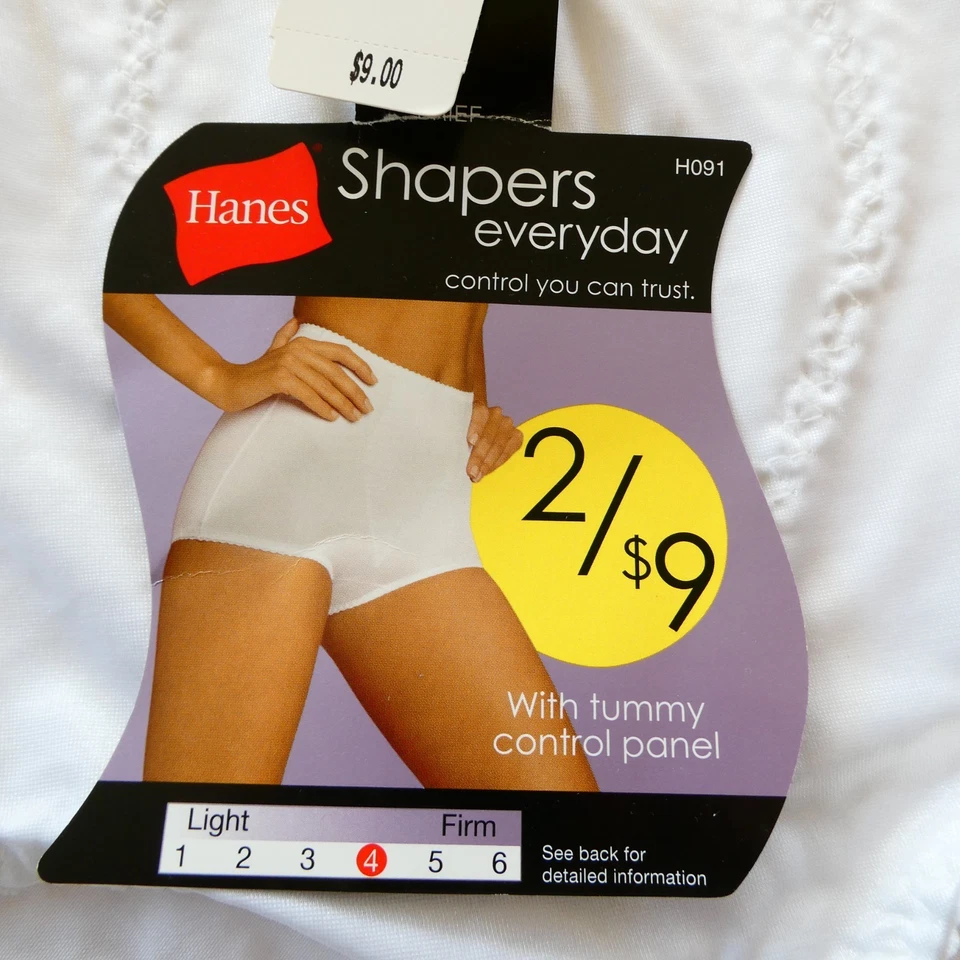 $9.00
Hanes
Shapers
everyday
control you can trust.
H091
2/$9
With tummy
control panel
Light Firm
1 2 3 4 5 6
See back for
detailed information